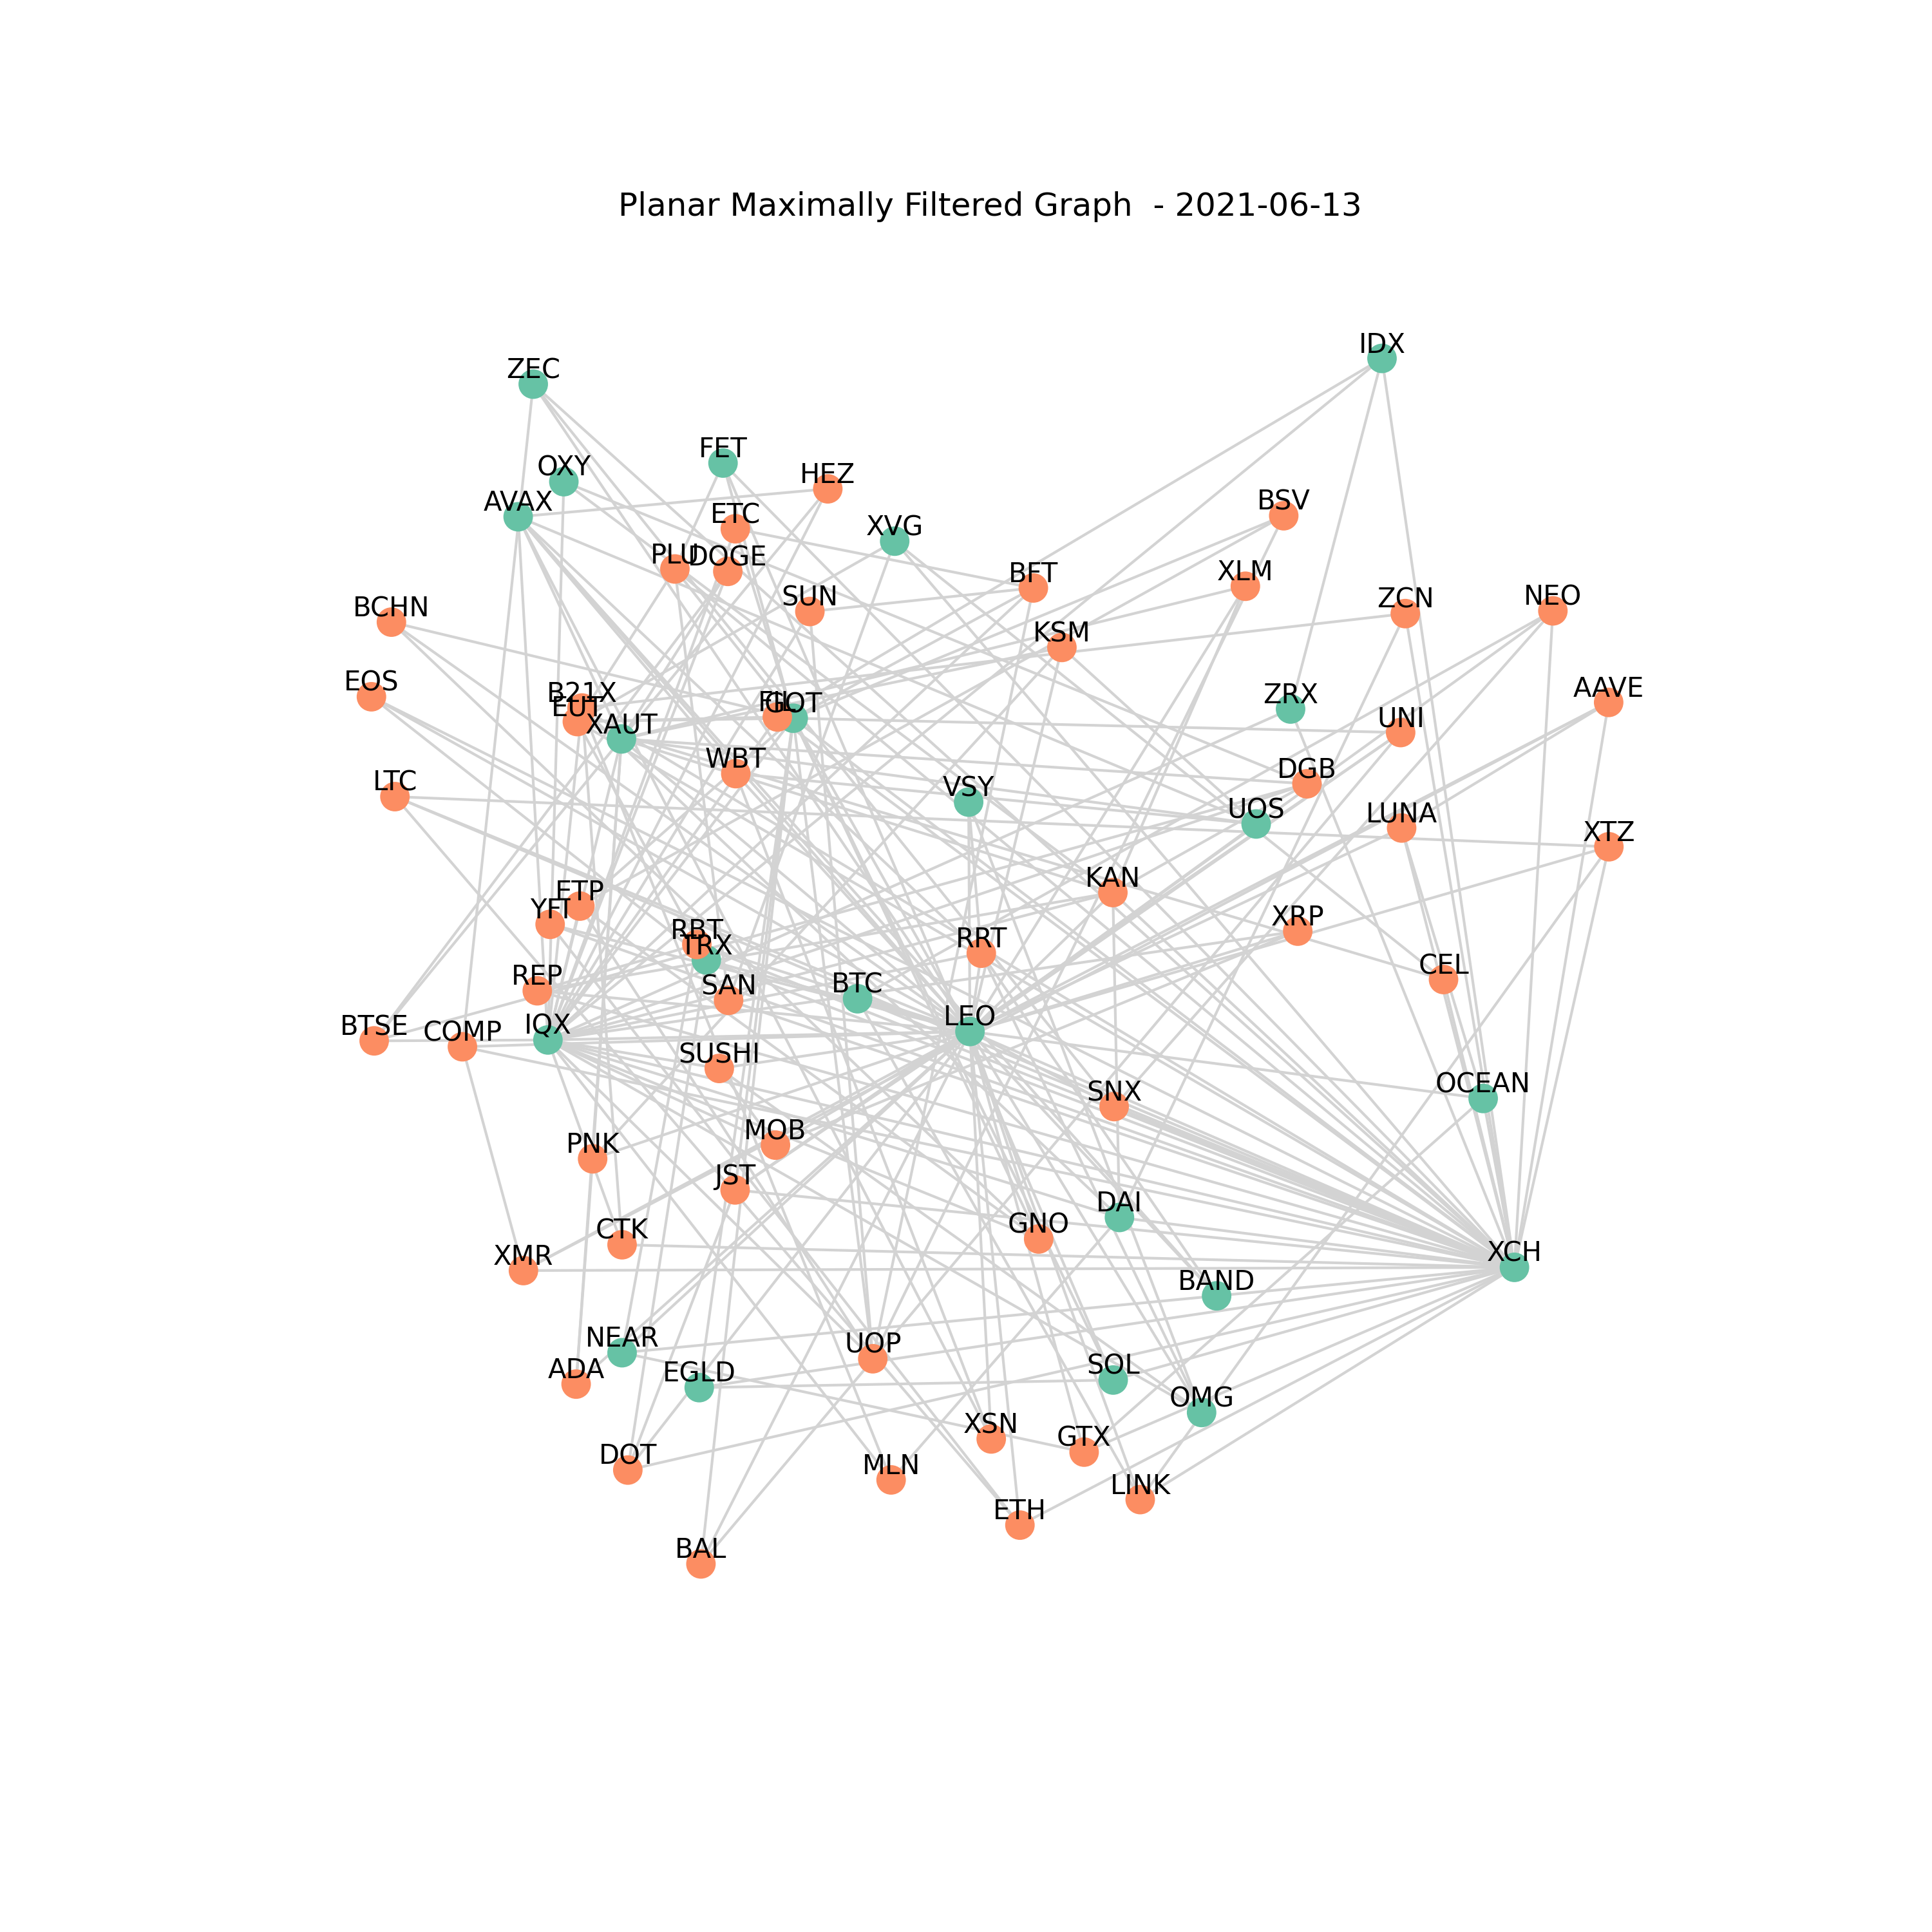 Planar Maximally Filtered Graph - 2021-06-13
IDX
ZEC
FET
OXY
HEZ
AVAX
BSV
ETC
XVG
PLU
DOGE
BFT
XLM
SUN
ZCN
NEO
BCHN
KSM
EOS
B21X
AAVE
EUT
GOT
ZRX
XAUT
UNI
WBT
DGB
LTC
VSY
UOS
LUNA
XTZ
KAN
ETP
YFI
XRP
RBT
RRT
TRX
CEL
REP
SAN
BTC
LEO
BTSE
COMP
IQX
SUSHI
OCEAN
SNX
MOB
PNK
JST
DAI
GNO
CTK
XCH
XMR
BAND
NEAR
UOP
ADA
EGLD
SOL
OMG
XSN
GTX
DOT
MLN
LINK
ETH
BAL